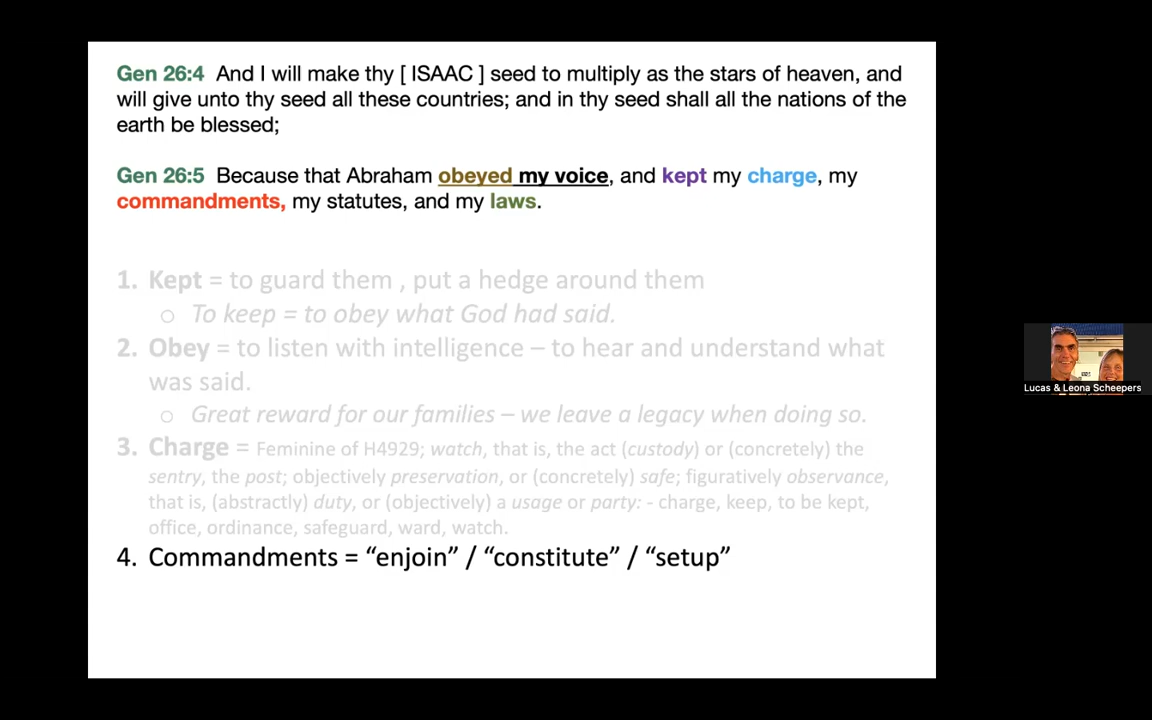 Gen 26:4 And I will make thy [ ISAAC ] seed to multiply as the stars of heaven, and
will give unto thy seed all these countries; and in thy seed shall all the nations of the
earth be blessed;
Gen 26:5 Because that Abraham obeyed my voice, and kept my charge, my
commandments, my statutes, and my laws.
1. Kept = to guard them , put a hedge around them
○ To keep = to obey what God had said.
2. Obey = to listen with intelligence – to hear and understand what
was said.
○ Great reward for our families – we leave a legacy when doing so.
3. Charge = Feminine of H4929; watch, that is, the act (custody) or (concretely) the
sentry, the post; objectively preservation, or (concretely) safe; figuratively observance,
that is, (abstractly) duty, or (objectively) a usage or party: - charge, keep, to be kept,
office, ordinance, safeguard, ward, watch.
4. Commandments = “enjoin” / “constitute” / “setup”
Lucas & Leona Scheepers